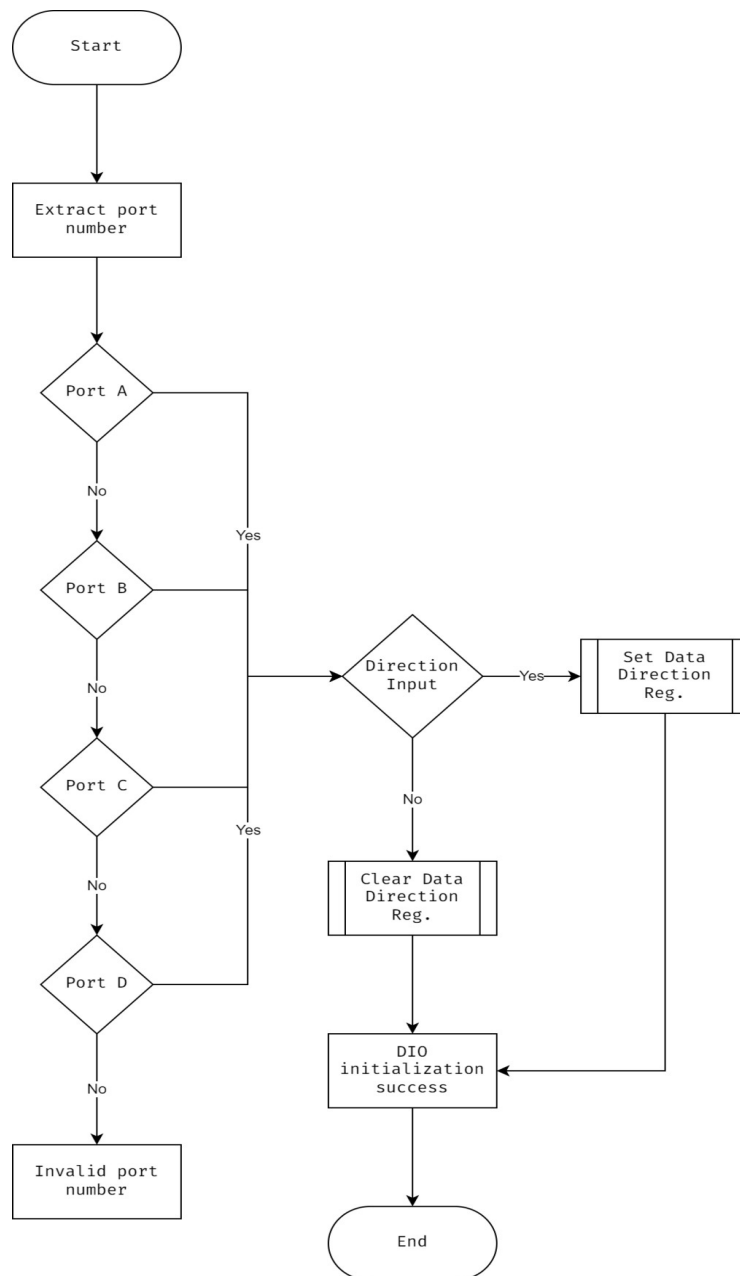 Start
Extract port
number
Port A
No
Yes
Port B
Direction
Input
Yes
Set Data
Direction
Reg.
No
Port C
No
Yes
No
Clear Data
Direction
Reg.
Port D
DIO
initialization
success
No
Invalid port
number
End